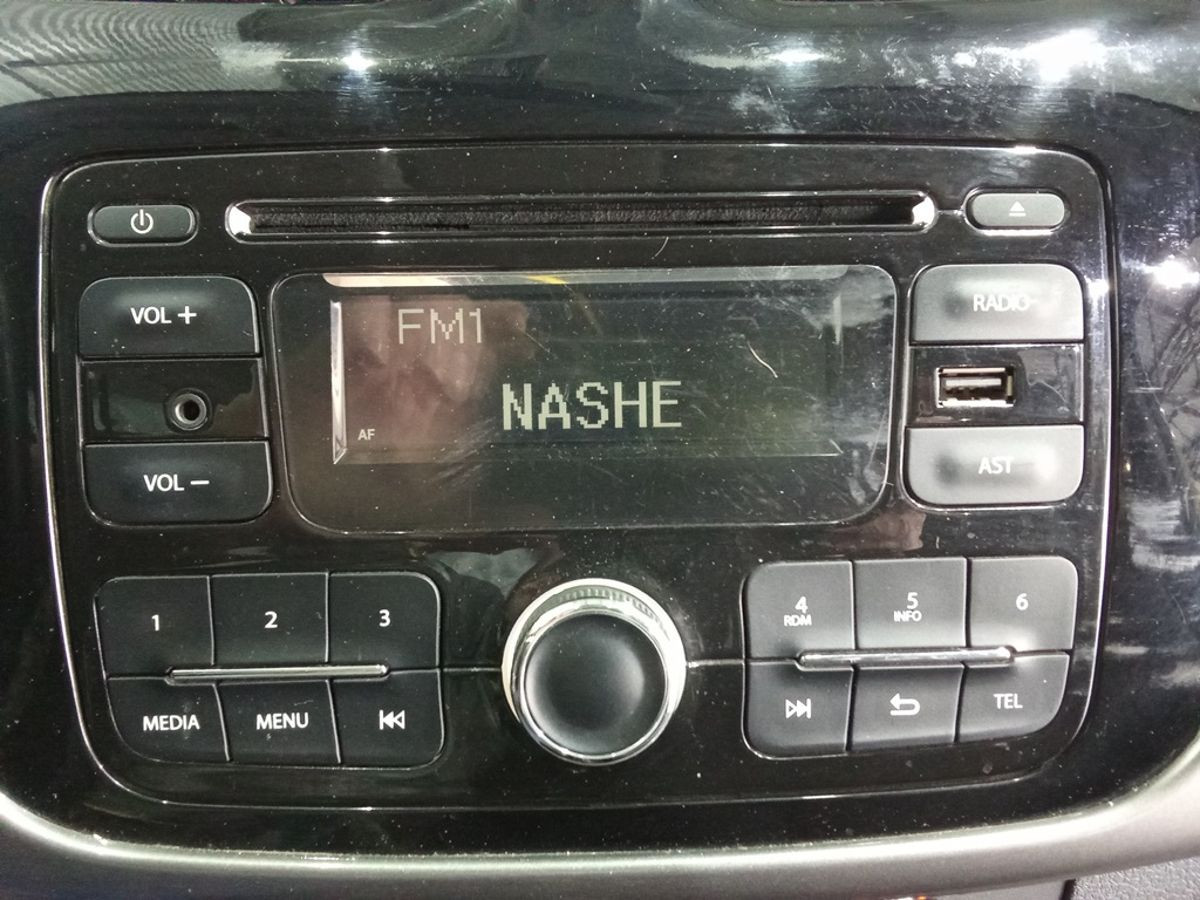 VOL +
RADIO
FM1
NASHE
AF
VOL −
AST
1
2
3
4
RDM
5
INFO
6
MEDIA
MENU
TEL